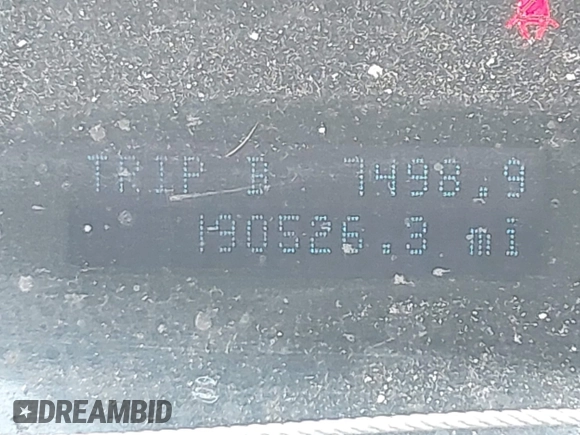 TRIP B 7498.9
190526.3 mi
DREAMBID